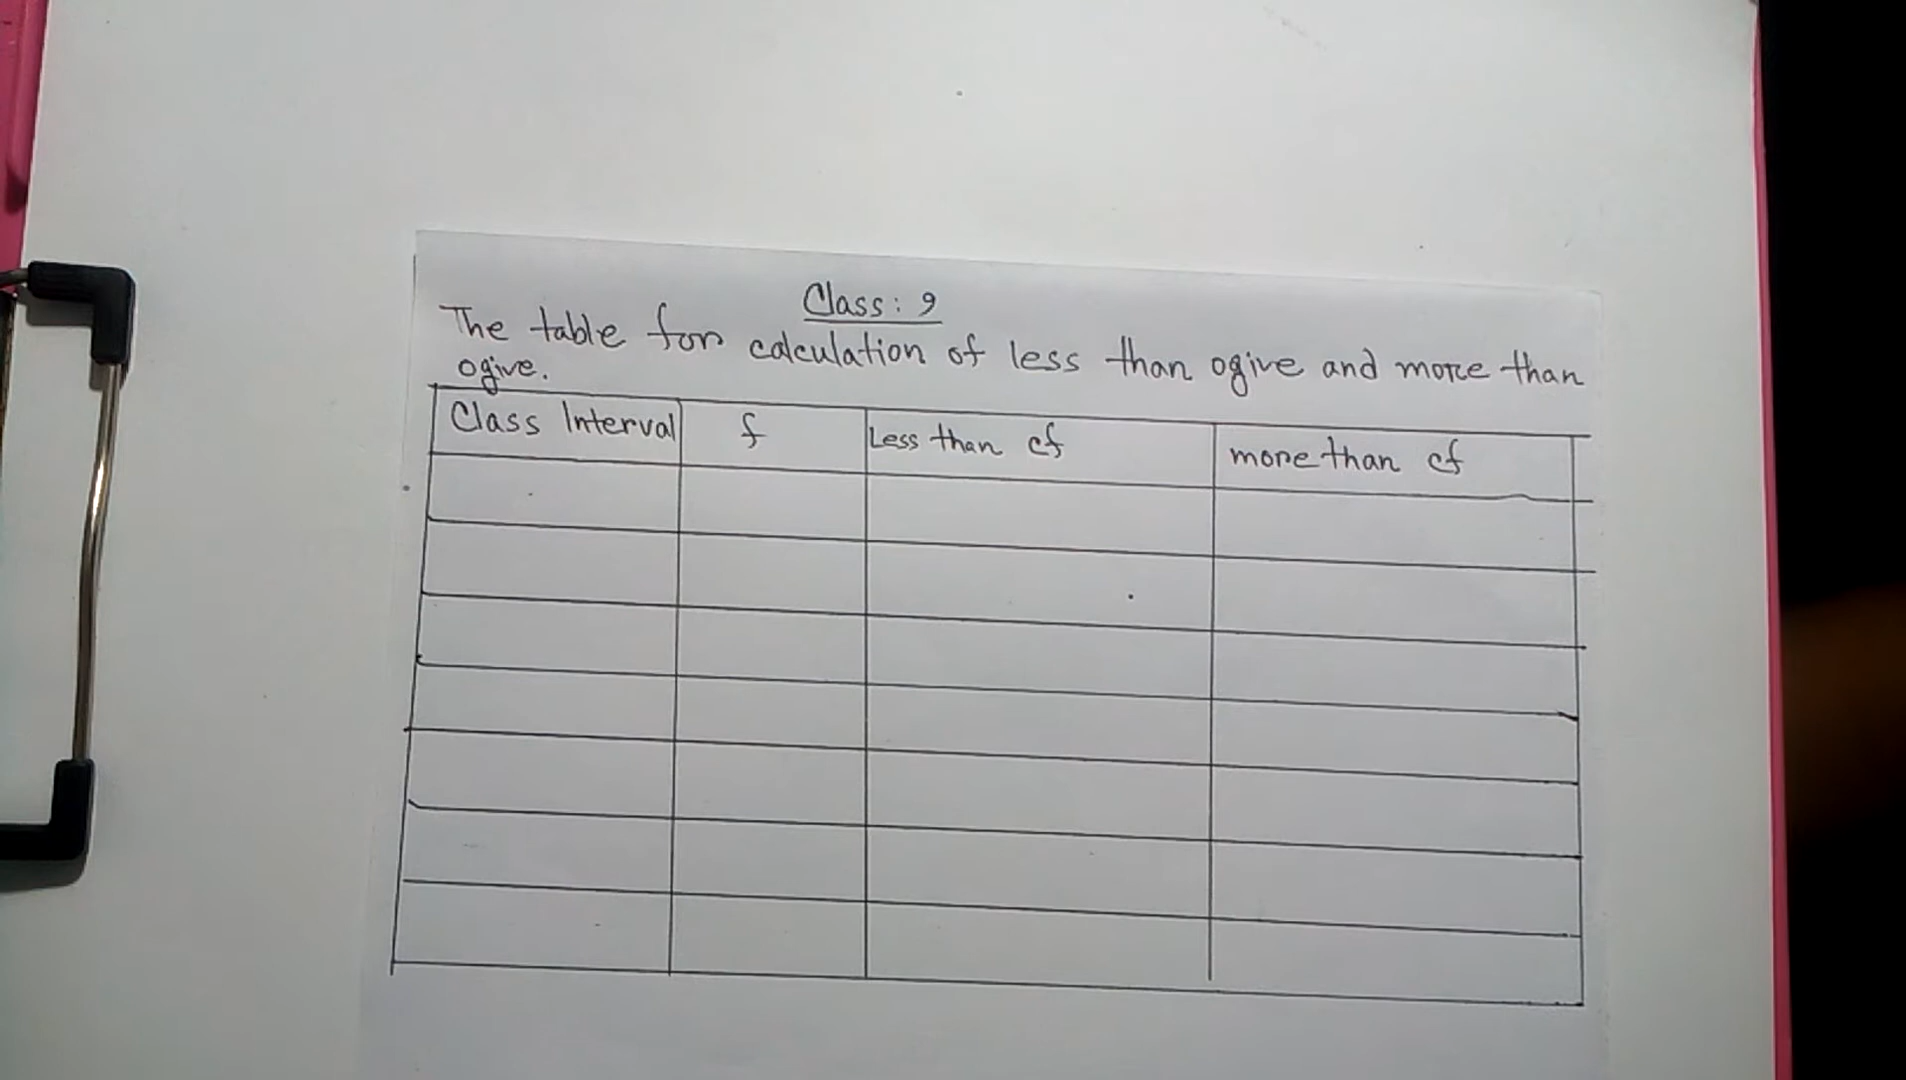 Class: 9
The table for calculation of less than ogive and more than
ogive.
Class Interval f Less than cf more than cf